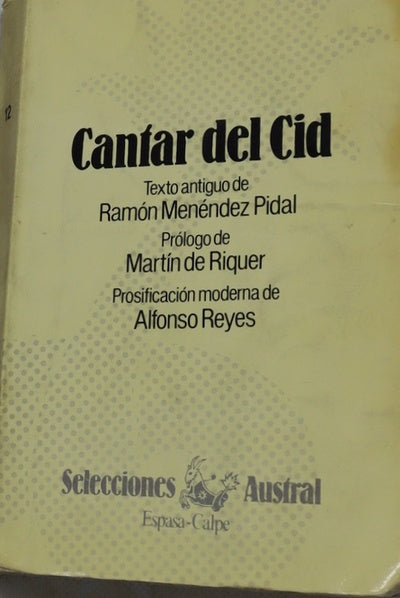 12
Cantar del Cid
Texto antiguo de
Ramón Menéndez Pidal
Prólogo de
Martín de Riquer
Prosificación moderna de
Alfonso Reyes
Selecciones Austral
Espasa-Calpe